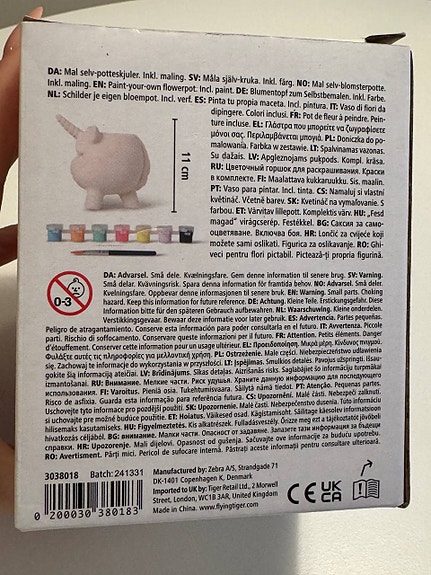 DA: Mal selv-potteskjuler. Inkl. maling. SV: Måla själv-kruka. Inkl. färg. NO: Mal selv-blomsterpotte.
Inkl. maling. EN: Paint-your-own flowerpot. Incl. paint. DE: Blumentopf zum Selbstbemalen. Inkl. Farbe.
NL: Schilder je eigen bloempot. Incl. verf. ES: Pinta tu propia maceta. Incl. pintura. IT: Vaso di fiori da
dipingere. Colori inclusi. FR: Pot de fleur à peindre. Pein-
ture incluse. EL: Γλάστρα που μπορείτε να ζωγραφίσετε
μόνοι σας. Περιλαμβάνεται μπογιά. PL: Doniczka do po-
malowania. Farbka w zestawie. LT: Spalvinamas vazonas.
Su dažais. LV: Apgleznojams puķpods. Kompl. krāsa.
RU: Цветочный горшок для раскрашивания. Краски
в комплекте. FI: Maalattava kukkaruukku. Sis. maalin.
PT: Vaso para pintar. Incl. tinta. CS: Namaluj si vlastní
květináč. Včetně barev. SK: Kvetináč na vymaľovanie. S
farbami. ET: Värvitav lillepott. Komplektis värv. HU: „Fesd
magad” virágcserép. Festékkel. BG: Саксия за само-
оцветяване. Включва боя. HR: Lončić za cvijeće koji
možete sami oslikati. Figurica za oslikavanje. RO: Ghi-
veci pentru flori pictabil. Pictează-ți propria figurină.
11 cm
0-3
DA: Advarsel. Små dele. Kvælningsfare. Gem denne information til senere brug. SV: Varning.
Små delar. Kvävningsrisk. Spara denna information för framtida behov. NO: Advarsel. Små deler.
Kvelningsfare. Oppbevar denne informasjonen til senere bruk. EN: Warning. Small parts. Choking
hazard. Keep this information for future reference. DE: Achtung. Kleine Teile. Erstickungsgefahr. Diese
Information bitte für den späteren Gebrauch aufbewahren. NL: Waarschuwing. Kleine onderdelen.
Verstikkingsgevaar. Bewaar deze informatie voor later gebruik. ES: Advertencia. Partes pequeñas.
Peligro de atragantamiento. Conserve esta información para poder consultarla en el futuro. IT: Avvertenza. Piccole
parti. Rischio di soffocamento. Conservare queste informazioni per il futuro. FR: Attention. Petits éléments. Danger
d'étouffement. Conserver cette information pour un usage ultérieur. EL: Προειδοποίηση. Μικρά μέρη. Κίνδυνος πνιγμού.
Φυλάξτε αυτές τις πληροφορίες για μελλοντική χρήση. PL: Ostrzeżenie. Małe części. Niebezpieczeństwo udławienia
się. Zachowaj te informacje do wykorzystania w przyszłości. LT: Įspėjimas. Smulkios detalės. Pavojus užspringti. Išsau-
gokite šią informaciją ateičiai. LV: Brīdinājums. Sīkas detaļas. Aizrīšanās risks. Saglabājiet šo informāciju turpmākai
izmantošanai. RU: Внимание. Мелкие части. Риск удушья. Храните данную информацию для последующего
использования. FI: Varoitus. Pieniä osia. Tukehtumisvaara. Säilytä nämä tiedot tulevaa tarvetta varten. PT: Atenção. Pequenas partes.
Risco de asfixia. Guarde esta informação para referência futura. CS: Upozornění. Malé části. Nebezpečí zalknutí.
Uschovejte tyto informace pro pozdější použití. SK: Upozornenie. Malé časti. Nebezpečenstvo dusenia. Túto informáciu
si uchovajte pre možné budúce použitie. ET: Hoiatus. Väikesed osad. Kägistamisoht. Säilitage käesolev informatsioon
hilisemaks kasutamiseks. HU: Figyelmeztetés. Kis alkatrészek. Fulladásveszély. Őrizze meg ezt a tájékoztatót jövőbeli
hivatkozás céljából. BG: внимание. Малки части. Опасност от задавяне. Запазете тази информация за бъдещи
справки. HR: Upozorenje. Mali dijelovi. Opasnost od gušenja. Sačuvajte ove informacije za buduću upotrebu.
RO: Avertisment. Părți mici. Pericol de sufocare internă. Păstrați aceste informații pentru consultare ulterioară.
3038018 Batch: 241331
0 200030 380183
Manufactured by: Zebra A/S, Strandgade 71
DK-1401 Copenhagen K, Denmark
Imported to UK by: Tiger Retail Ltd., 2 Morwell
Street, London, WC1B 3AR, United Kingdom
Made in China. www.flyingtiger.com
CE UK CA